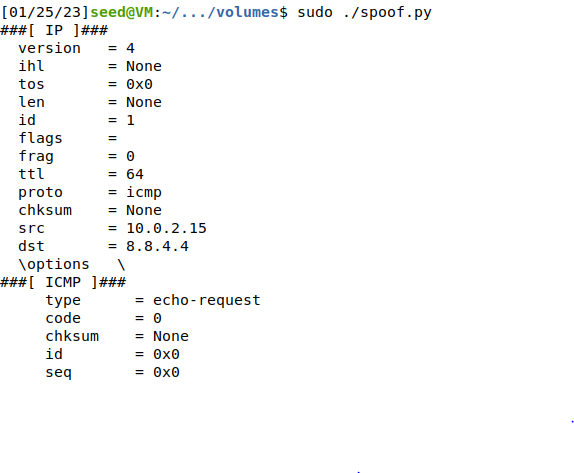 [01/25/23]seed@VM:~/.../volumes$ sudo ./spoof.py
###[ IP ]###
  version   = 4
  ihl       = None
  tos       = 0x0
  len       = None
  id        = 1
  flags     =
  frag      = 0
  ttl       = 64
  proto     = icmp
  chksum    = None
  src       = 10.0.2.15
  dst       = 8.8.4.4
  \options   \
###[ ICMP ]###
     type      = echo-request
     code      = 0
     chksum    = None
     id        = 0x0
     seq       = 0x0